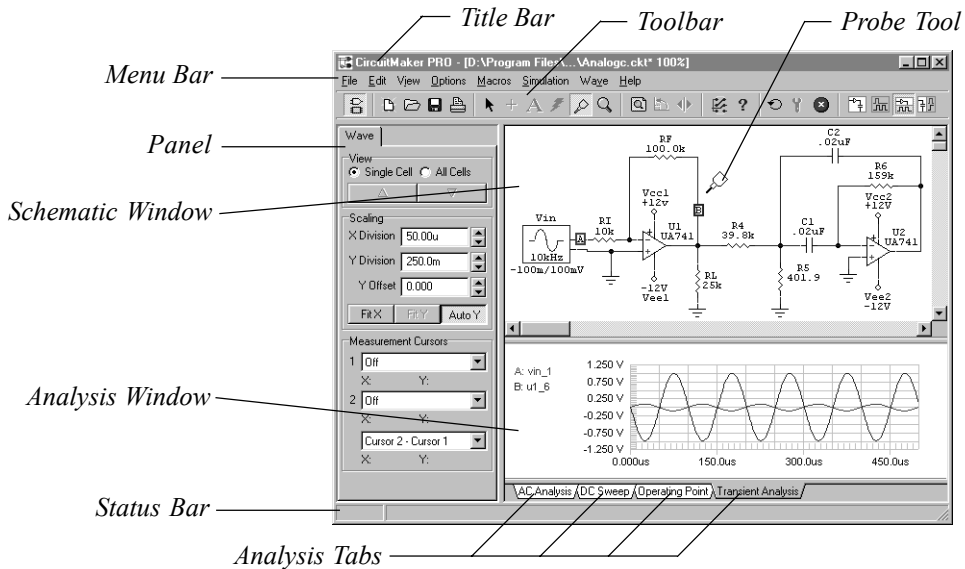 Title Bar
Toolbar
Probe Tool
Menu Bar
Panel
Schematic Window
Analysis Window
Status Bar
Analysis Tabs
CircuitMaker PRO - [D:\Program Files\...\Analogc.ckt* 100%]
File Edit View Options Macros Simulation Wave Help
Wave
View
Single Cell All Cells
Scaling
X Division 50.00u
Y Division 250.0m
Y Offset 0.000
Fit X Fit Y Auto Y
Measurement Cursors
1 Off
X: Y:
2 Off
X: Y:
Cursor 2 - Cursor 1
X: Y:
Vin
10kHz
-100m/100mV
A
RI
10k
RF
100.0k
Vcc1
+12v
U1
UA741
-12V
Vee1
B
RL
25k
R4
39.8k
R5
401.9
C1
.02uF
C2
.02uF
R6
159k
Vcc2
+12V
U2
UA741
Vee2
-12V
A: vin_1
B: u1_6
1.250 V
0.750 V
0.250 V
-0.250 V
-0.750 V
-1.250 V
0.000us 150.0us 300.0us 450.0us
AC Analysis DC Sweep Operating Point Transient Analysis